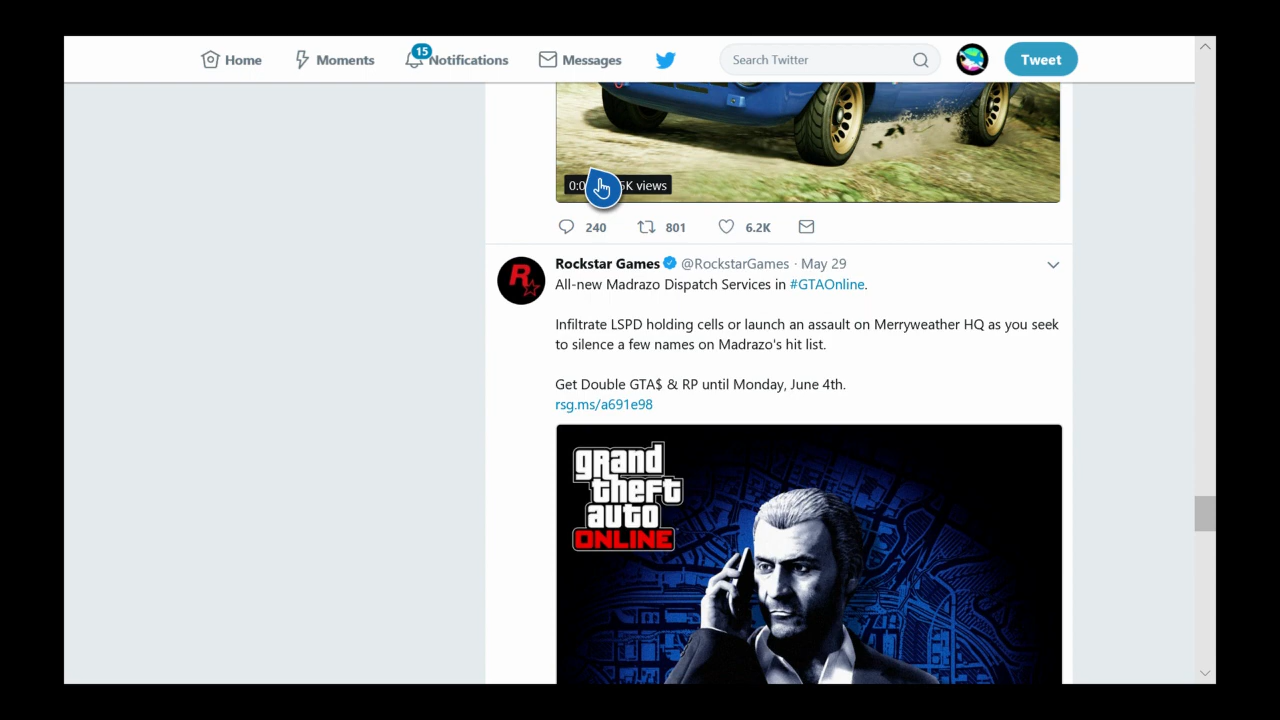 Home Moments 15 Notifications Messages Search Twitter Tweet
K views
240 801 6.2K
Rockstar Games @RockstarGames · May 29
All-new Madrazo Dispatch Services in #GTAOnline.
Infiltrate LSPD holding cells or launch an assault on Merryweather HQ as you seek
to silence a few names on Madrazo's hit list.
Get Double GTA$ & RP until Monday, June 4th.
rsg.ms/a691e98
grand
theft
auto
ONLINE